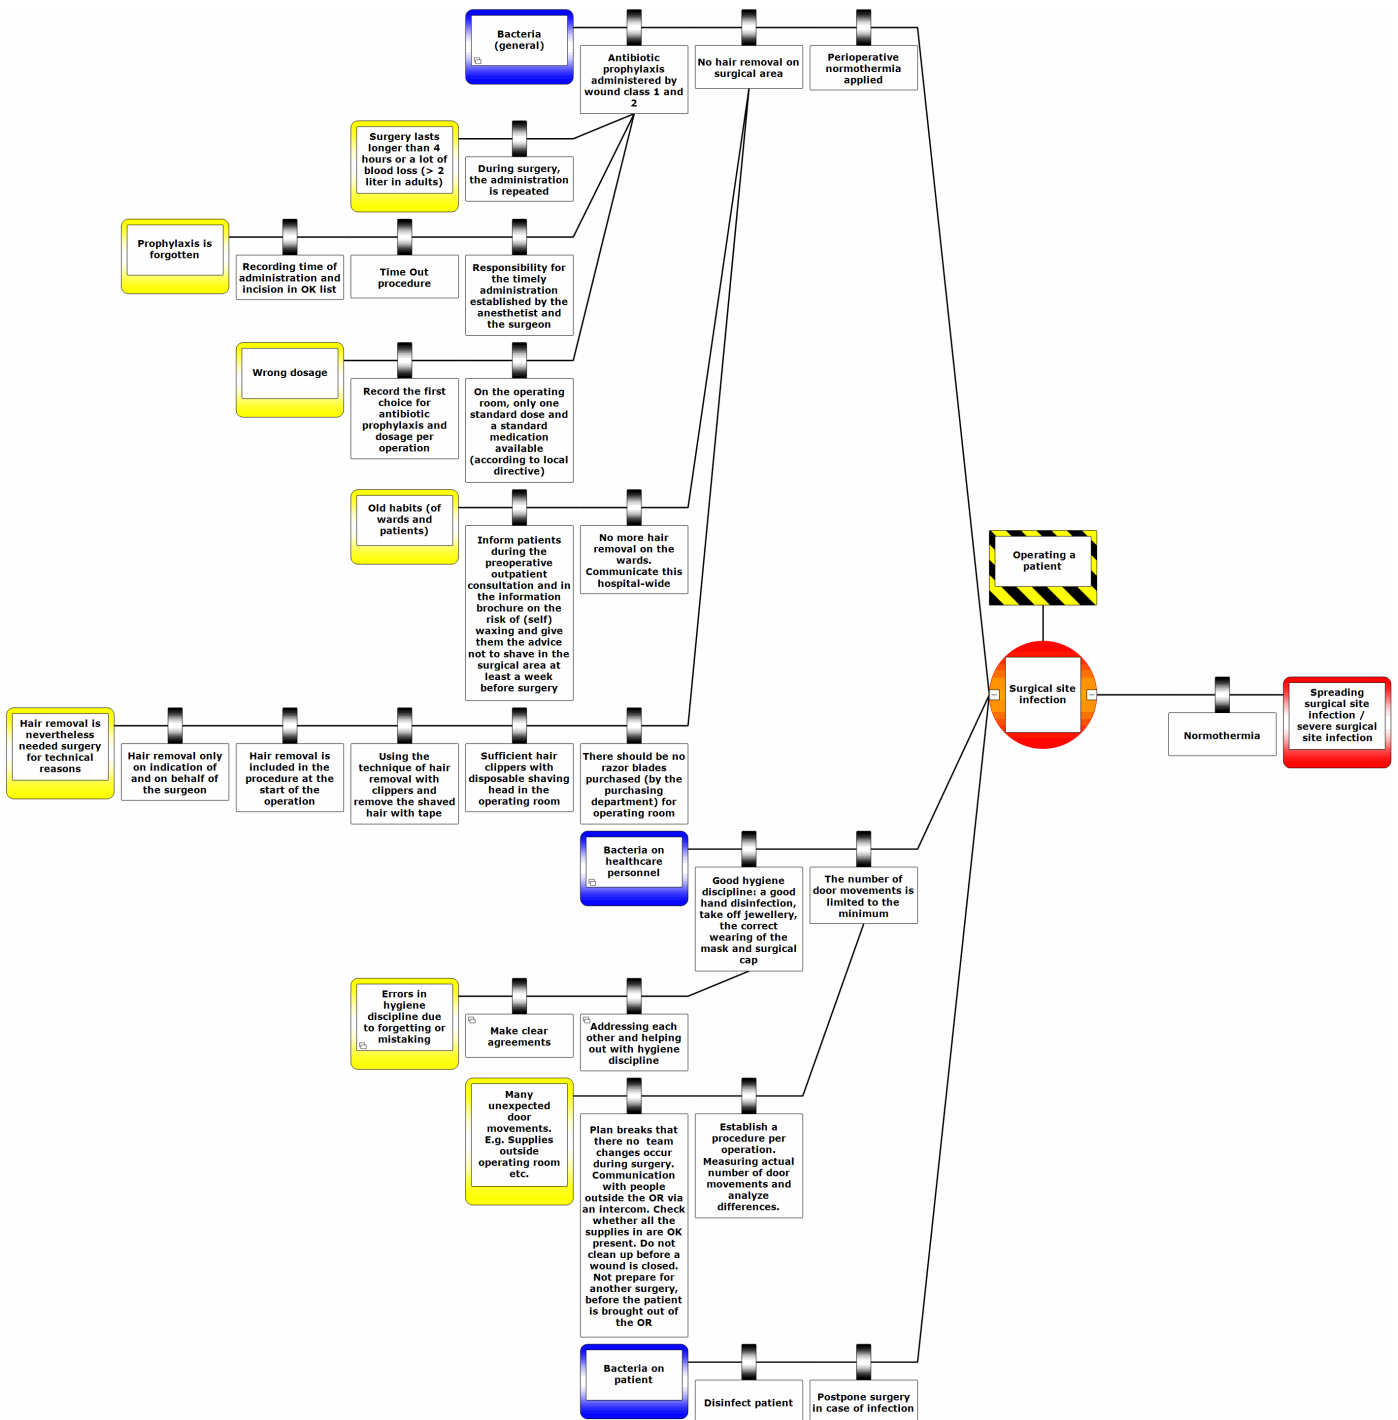 Bacteria
(general)
Antibiotic
prophylaxis
administered by
wound class 1 and
2
No hair removal on
surgical area
Perioperative
normothermia
applied
Surgery lasts
longer than 4
hours or a lot of
blood loss (> 2
liter in adults)
During surgery,
the administration
is repeated
Prophylaxis is
forgotten
Recording time of
administration and
incision in OK list
Time Out
procedure
Responsibility for
the timely
administration
established by the
anesthetist and
the surgeon
Wrong dosage
Record the first
choice for
antibiotic
prophylaxis and
dosage per
operation
On the operating
room, only one
standard dose and
a standard
medication
available
(according to local
directive)
Old habits (of
wards and
patients)
Inform patients
during the
preoperative
outpatient
consultation and in
the information
brochure on the
risk of (self)
waxing and give
them the advice
not to shave in the
surgical area at
least a week
before surgery
No more hair
removal on the
wards.
Communicate this
hospital-wide
Operating a
patient
Surgical site
infection
Normothermia
Spreading
surgical site
infection /
severe surgical
site infection
Hair removal is
nevertheless
needed surgery
for technical
reasons
Hair removal only
on indication of
and on behalf of
the surgeon
Hair removal is
included in the
procedure at the
start of the
operation
Using the
technique of hair
removal with
clippers and
remove the shaved
hair with tape
Sufficient hair
clippers with
disposable shaving
head in the
operating room
There should be no
razor blades
purchased (by the
purchasing
department) for
operating room
Bacteria on
healthcare
personnel
Good hygiene
discipline: a good
hand disinfection,
take off jewellery,
the correct
wearing of the
mask and surgical
cap
The number of
door movements is
limited to the
minimum
Errors in
hygiene
discipline due
to forgetting or
mistaking
Make clear
agreements
Addressing each
other and helping
out with hygiene
discipline
Many
unexpected
door
movements.
E.g. Supplies
outside
operating room
etc.
Plan breaks that
there no team
changes occur
during surgery.
Communication
with people
outside the OR via
an intercom. Check
whether all the
supplies in are OK
present. Do not
clean up before a
wound is closed.
Not prepare for
another surgery,
before the patient
is brought out of
the OR
Establish a
procedure per
operation.
Measuring actual
number of door
movements and
analyze
differences.
Bacteria on
patient
Disinfect patient
Postpone surgery
in case of infection